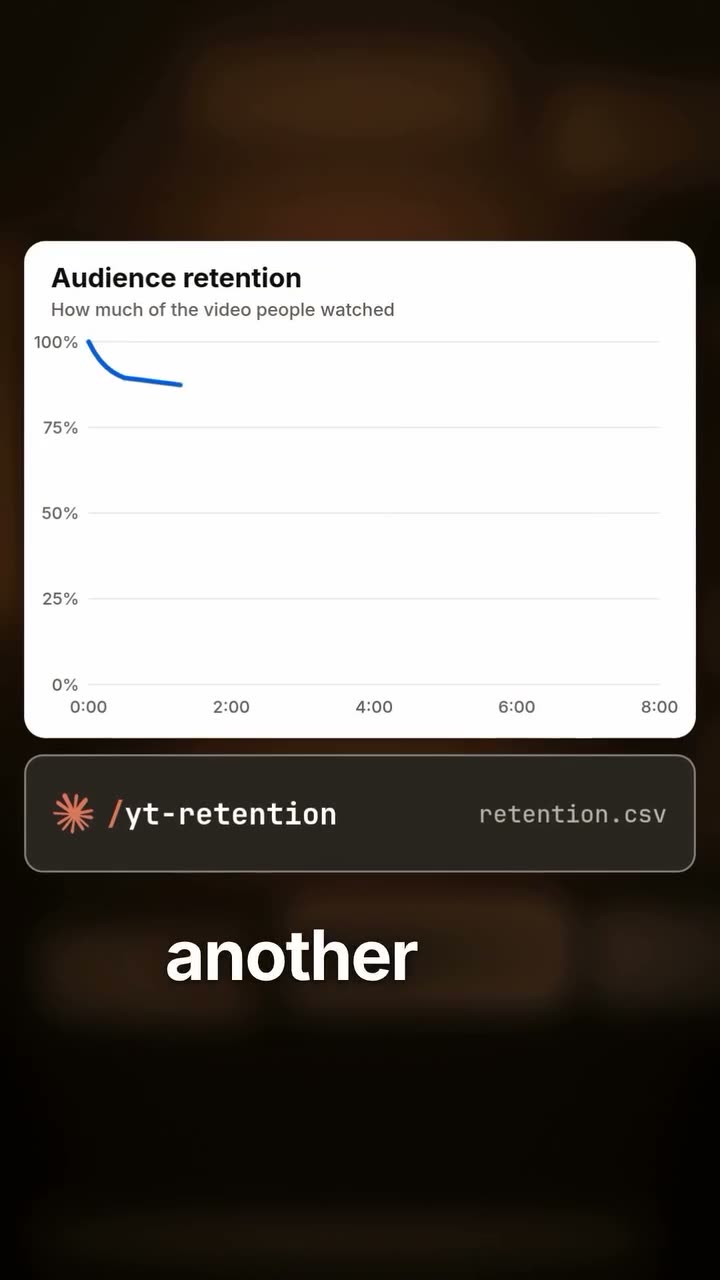 Audience retention
How much of the video people watched
100%
75%
50%
25%
0%
0:00 2:00 4:00 6:00 8:00
/yt-retention retention.csv
another